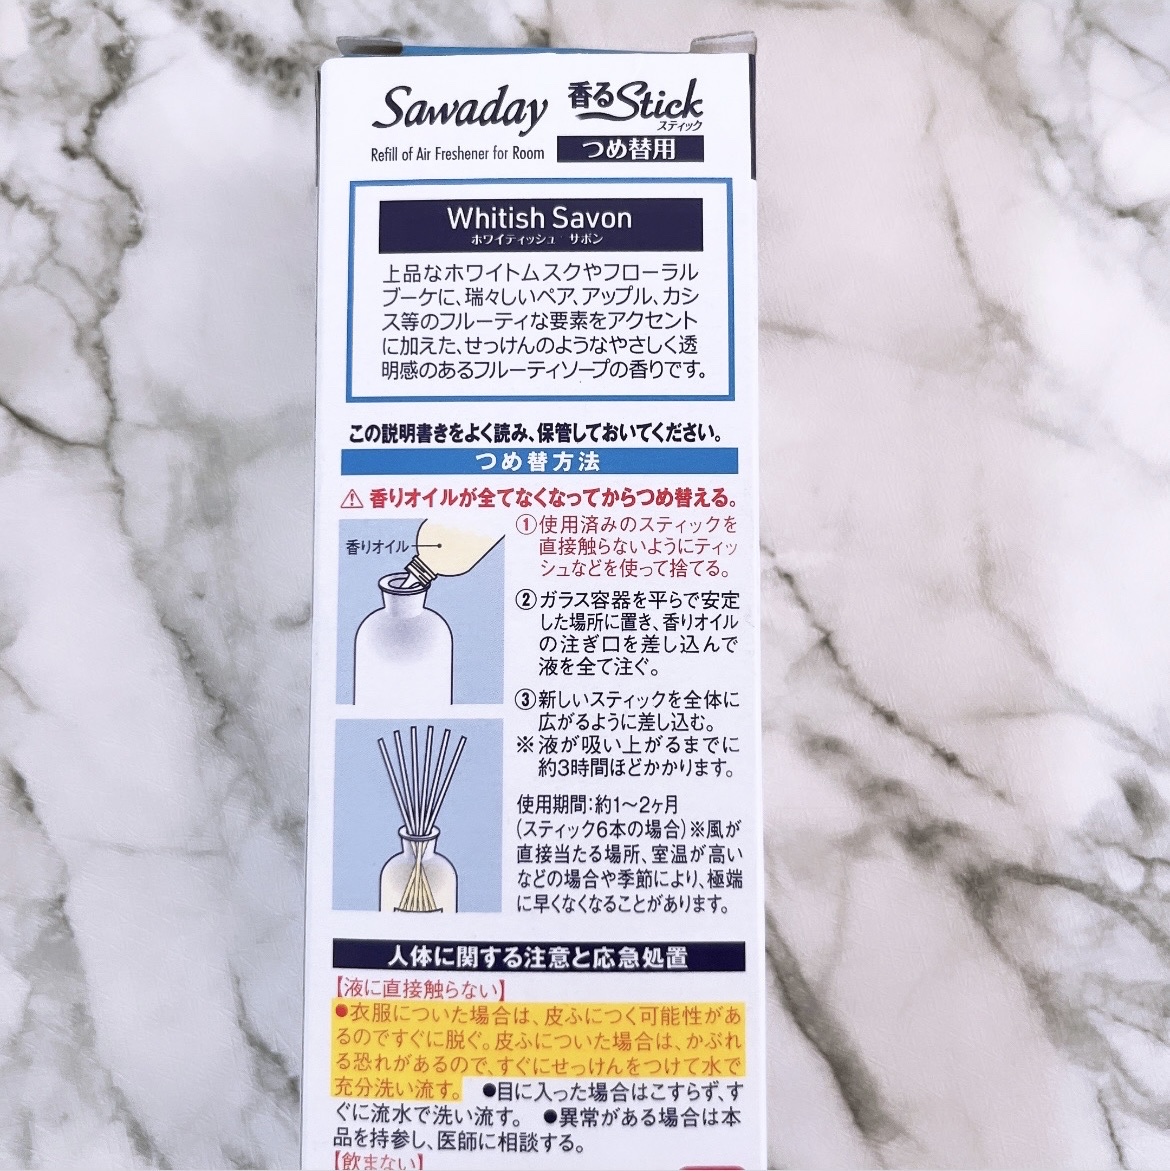 Sawaday 香るStick
スティック
Refill of Air Freshener for Room つめ替用
Whitish Savon
ホワイティッシュ サボン
上品なホワイトムスクやフローラル
ブーケに、瑞々しいペア、アップル、カシ
ス等のフルーティな要素をアクセント
に加えた、せっけんのようなやさしく透
明感のあるフルーティソープの香りです。
この説明書きをよく読み、保管しておいてください。
つめ替方法
⚠香りオイルが全てなくなってからつめ替える。
香りオイル
①使用済みのスティックを
直接触らないようにティッ
シュなどを使って捨てる。
②ガラス容器を平らで安定
した場所に置き、香りオイル
の注ぎ口を差し込んで
液を全て注ぐ。
③新しいスティックを全体に
広がるように差し込む。
※液が吸い上がるまでに
約3時間ほどかかります。
使用期間:約1〜2ヶ月
(スティック6本の場合)※風が
直接当たる場所、室温が高い
などの場合や季節により、極端
に早くなくなることがあります。
人体に関する注意と応急処置
【液に直接触らない】
●衣服についた場合は、皮ふにつく可能性があ
るのですぐに脱ぐ。皮ふについた場合は、かぶれ
る恐れがあるので、すぐにせっけんをつけて水で
充分洗い流す。 ●目に入った場合はこすらず、す
ぐに流水で洗い流す。 ●異常がある場合は本
品を持参し、医師に相談する。
【飲まない】